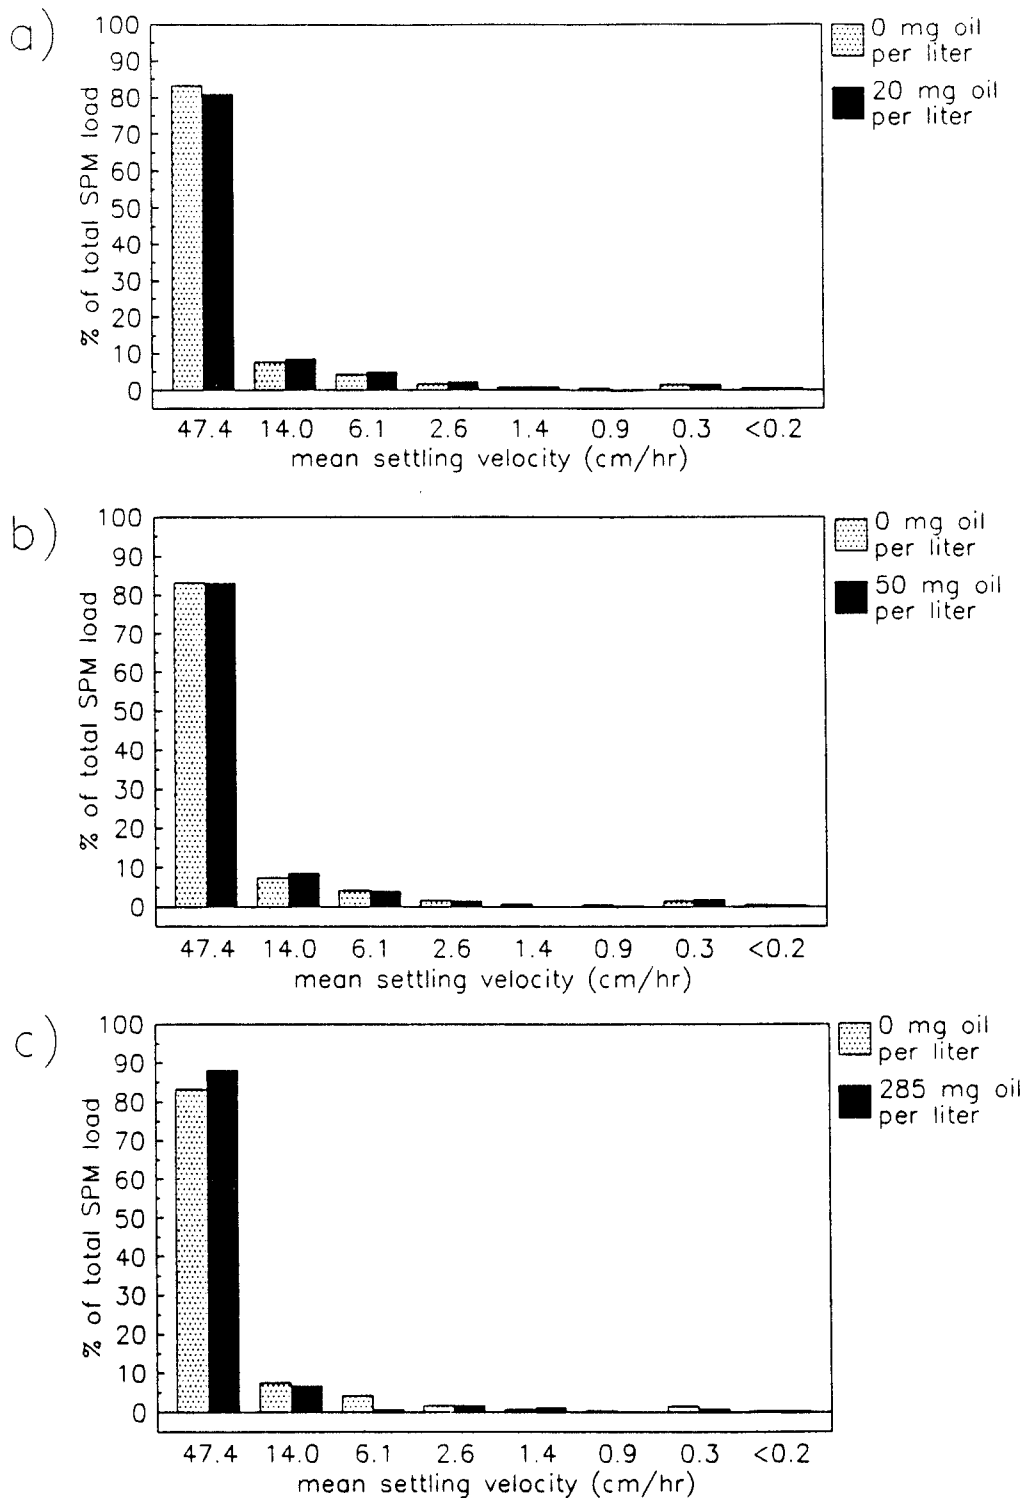 a)
0 mg oil
per liter
20 mg oil
per liter
% of total SPM load
100
90
80
70
60
50
40
30
20
10
0
47.4 14.0 6.1 2.6 1.4 0.9 0.3 <0.2
mean settling velocity (cm/hr)
b)
0 mg oil
per liter
50 mg oil
per liter
% of total SPM load
100
90
80
70
60
50
40
30
20
10
0
47.4 14.0 6.1 2.6 1.4 0.9 0.3 <0.2
mean settling velocity (cm/hr)
c)
0 mg oil
per liter
285 mg oil
per liter
% of total SPM load
100
90
80
70
60
50
40
30
20
10
0
47.4 14.0 6.1 2.6 1.4 0.9 0.3 <0.2
mean settling velocity (cm/hr)